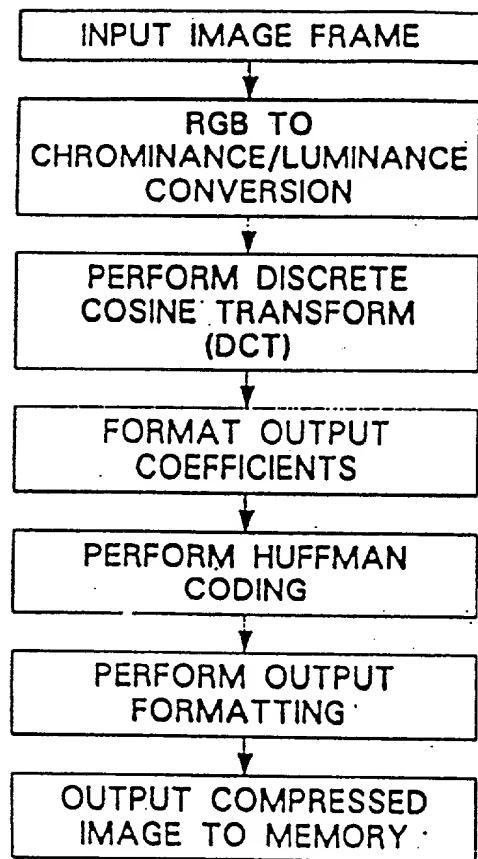 INPUT IMAGE FRAME
RGB TO
CHROMINANCE/LUMINANCE
CONVERSION
PERFORM DISCRETE
COSINE TRANSFORM
(DCT)
FORMAT OUTPUT
COEFFICIENTS
PERFORM HUFFMAN
CODING
PERFORM OUTPUT
FORMATTING
OUTPUT COMPRESSED
IMAGE TO MEMORY